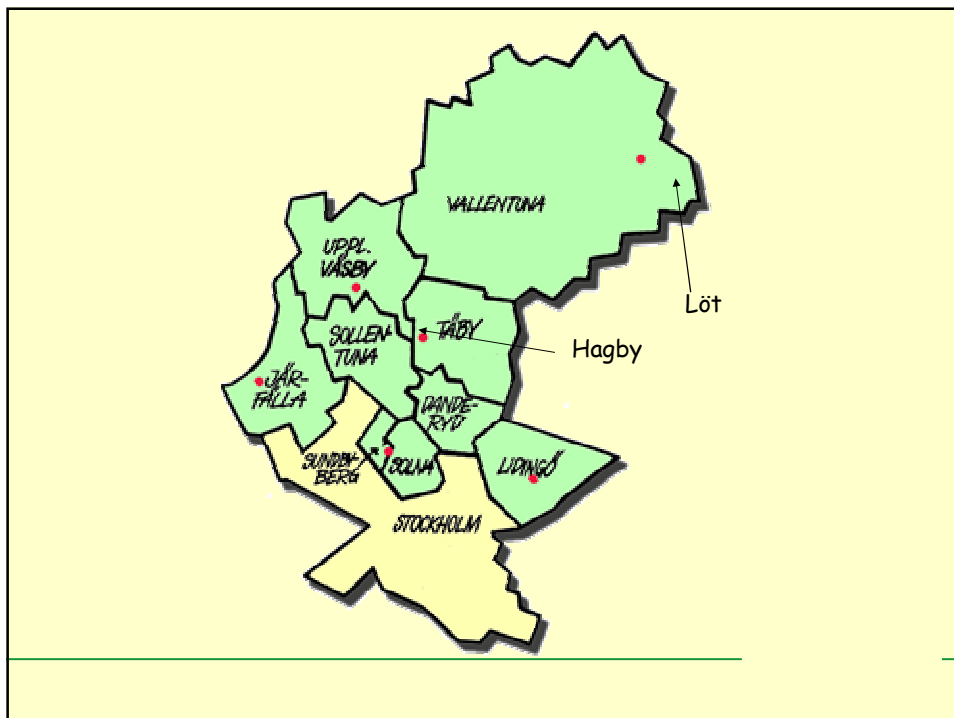 VALLENTUNA
UPPL.
VÄSBY
Löt
SOLLEN-
TUNA
TÄBY
Hagby
JÄR-
FÄLLA
DANDE-
RYD
SUNDBY-
BERG
SOLNA
LIDINGÖ
STOCKHOLM